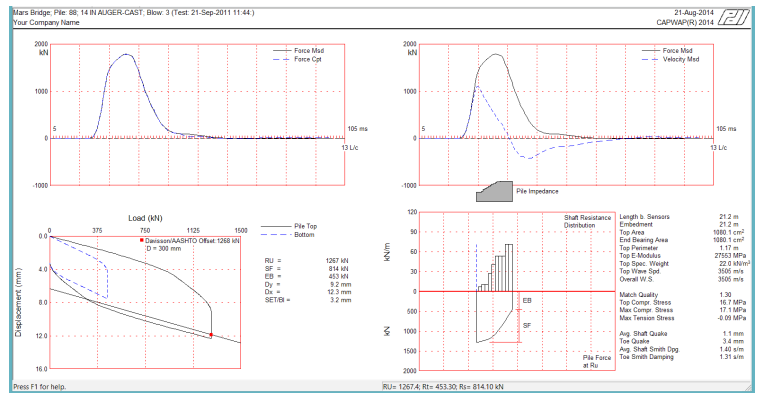 Mars Bridge; Pile: 88; 14 IN AUGER-CAST; Blow: 3 (Test: 21-Sep-2011 11:44:)
21-Aug-2014
Your Company Name
CAPWAP(R) 2014
2000
kN
1000
0
-1000
5
105 ms
13 L/c
Force Msd
Force Cpt
2000
kN
1000
0
-1000
5
105 ms
13 L/c
Force Msd
Velocity Msd
Pile Impedance
Load (kN)
0 375 750 1125 1500
0.0
4.0
8.0
12.0
16.0
Displacement (mm)
Davisson/AASHTO Offset:1268 kN
D = 300 mm
Pile Top
Bottom
RU = 1267 kN
SF = 814 kN
EB = 453 kN
Dy = 9.2 mm
Dx = 12.3 mm
SET/Bl = 3.2 mm
120
90
60
30
0
kN/m
500
1000
1500
2000
kN
Shaft Resistance
Distribution
EB
SF
Pile Force
at Ru
Length b. Sensors 21.2 m
Embedment 21.2 m
Top Area 1080.1 cm²
End Bearing Area 1080.1 cm²
Top Perimeter 1.17 m
Top E-Modulus 27553 MPa
Top Spec. Weight 22.0 kN/m³
Top Wave Spd. 3505 m/s
Overall W.S. 3505 m/s
Match Quality 1.30
Top Compr. Stress 16.7 MPa
Max Compr. Stress 17.1 MPa
Max Tension Stress -0.09 MPa
Avg. Shaft Quake 1.1 mm
Toe Quake 3.4 mm
Avg. Shaft Smith Dpg. 1.40 s/m
Toe Smith Damping 1.31 s/m
Press F1 for help.
RU= 1267.4; Rt= 453.30; Rs= 814.10 kN